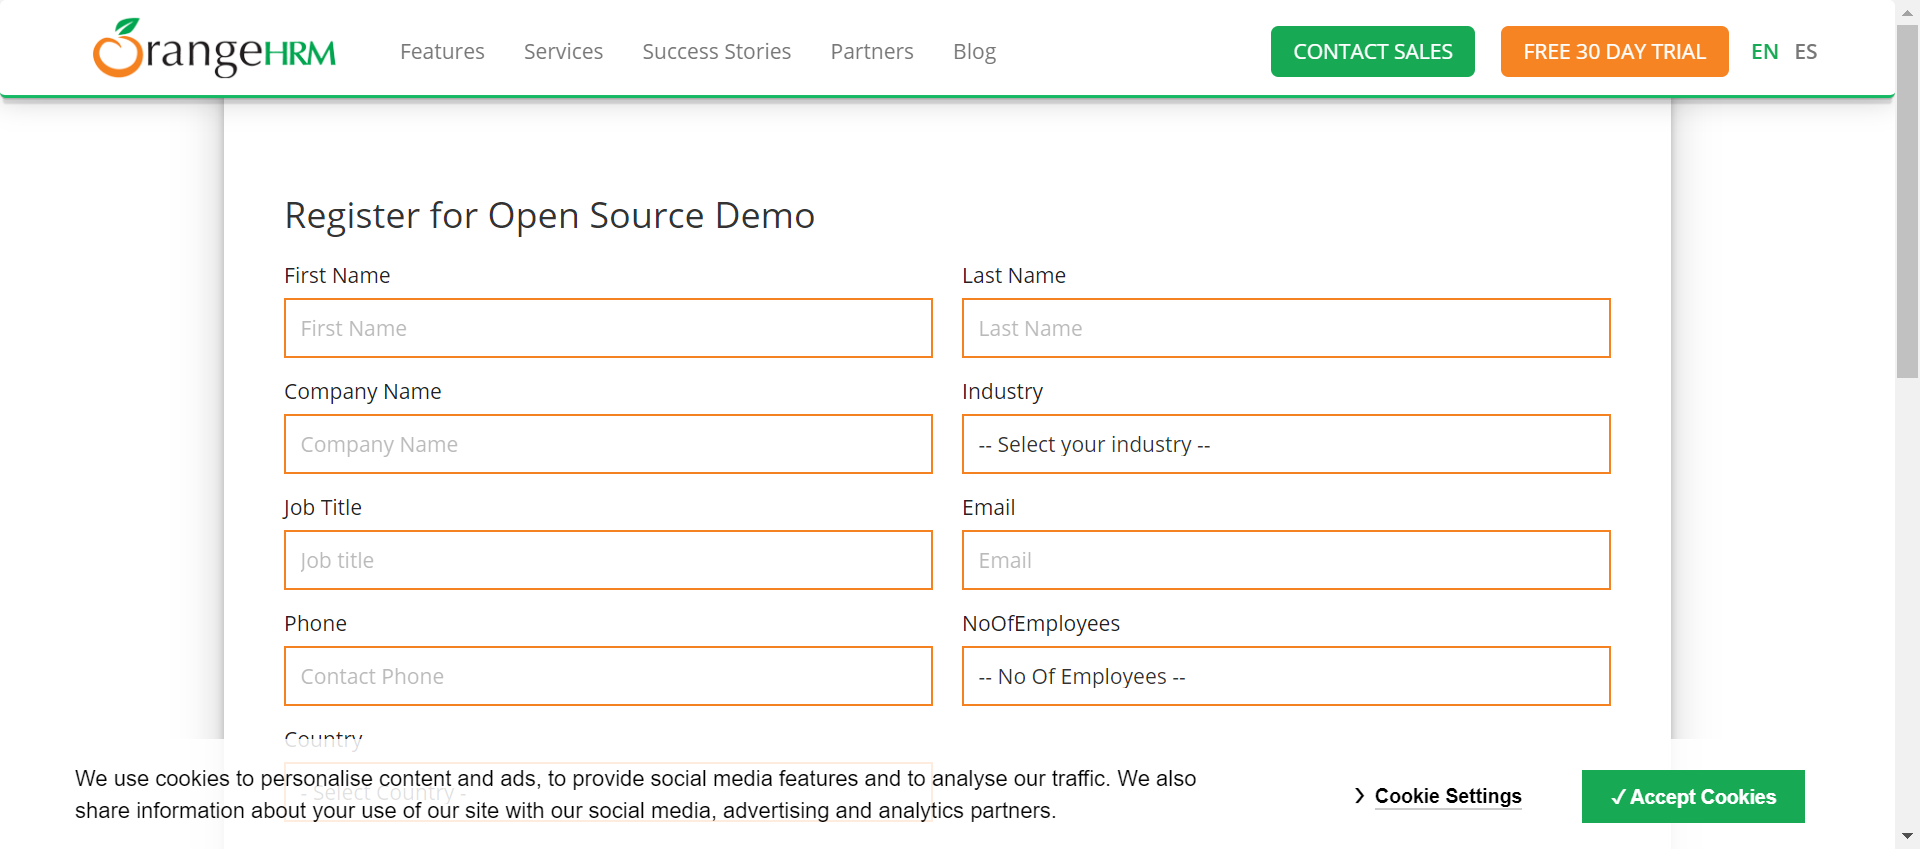 OrangeHRM Features Services Success Stories Partners Blog CONTACT SALES FREE 30 DAY TRIAL EN ES
Register for Open Source Demo
First Name Last Name
First Name Last Name
Company Name Industry
Company Name -- Select your industry --
Job Title Email
Job title Email
Phone NoOfEmployees
Contact Phone -- No Of Employees --
Country
- Select Country -
We use cookies to personalise content and ads, to provide social media features and to analyse our traffic. We also
share information about your use of our site with our social media, advertising and analytics partners.
Cookie Settings
✓ Accept Cookies